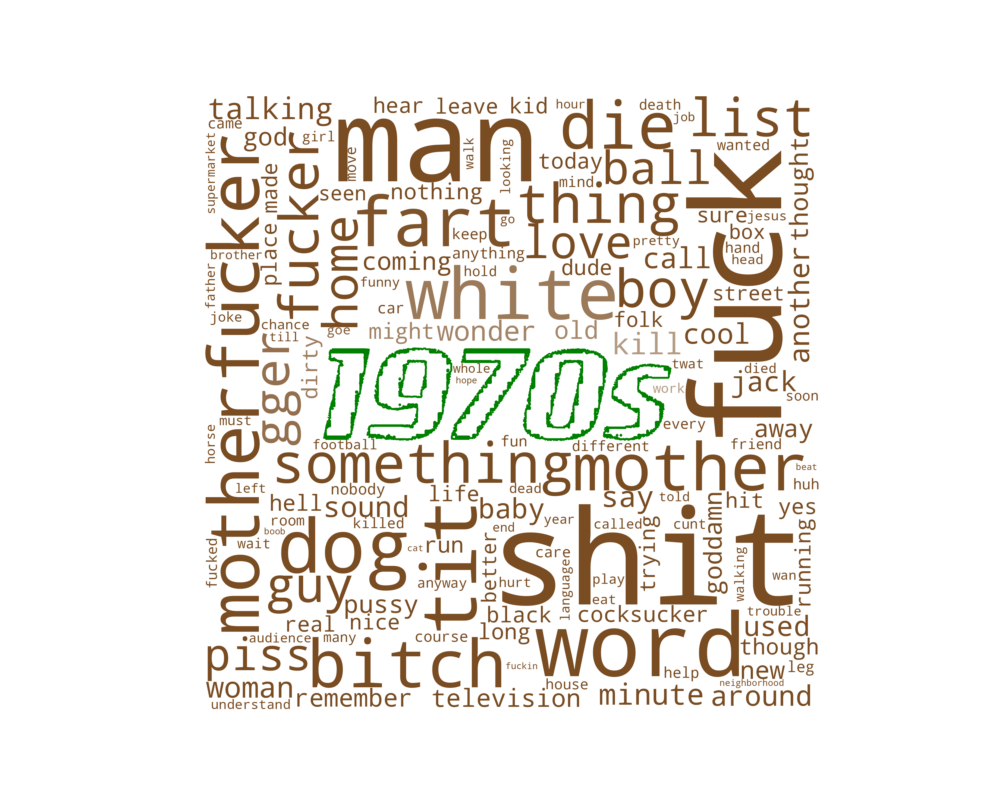 talking
hear leave kid
hour
death
job
list
came
god
girl
man
die
wanted
supermarket
motherfucker
fucker
move
walk
looking
today
ball
fuck
thought
made
place
seen
nothing
mind
thing
sure
jesus
fart
go
keep
love
pretty
box
hand
head
home
brother
coming
anything
hold
dude
call
another
father
funny
white
boy
street
joke
car
folk
cool
chance
till
goe
might
wonder
old
kill
gger
dirty
1970s
whole
hope
twat
work
died
jack
soon
every
away
horse
must
football
something
fun
different
mother
friend
beat
huh
left
nobody
life
dead
say
told
hit
yes
hell
sound
tit
baby
goddamn
room
boob
killed
end
year
called
cunt
shit
fucked
wait
dog
cat
run
better
care
trying
walking
running
guy
anyway
hurt
language
play
eat
wan
pussy
black
cocksucker
trouble
real
nice
long
word
used
audience
many
course
though
piss
bitch
fuckin
help
new
leg
woman
house
neighborhood
understand
remember
television
minute
around